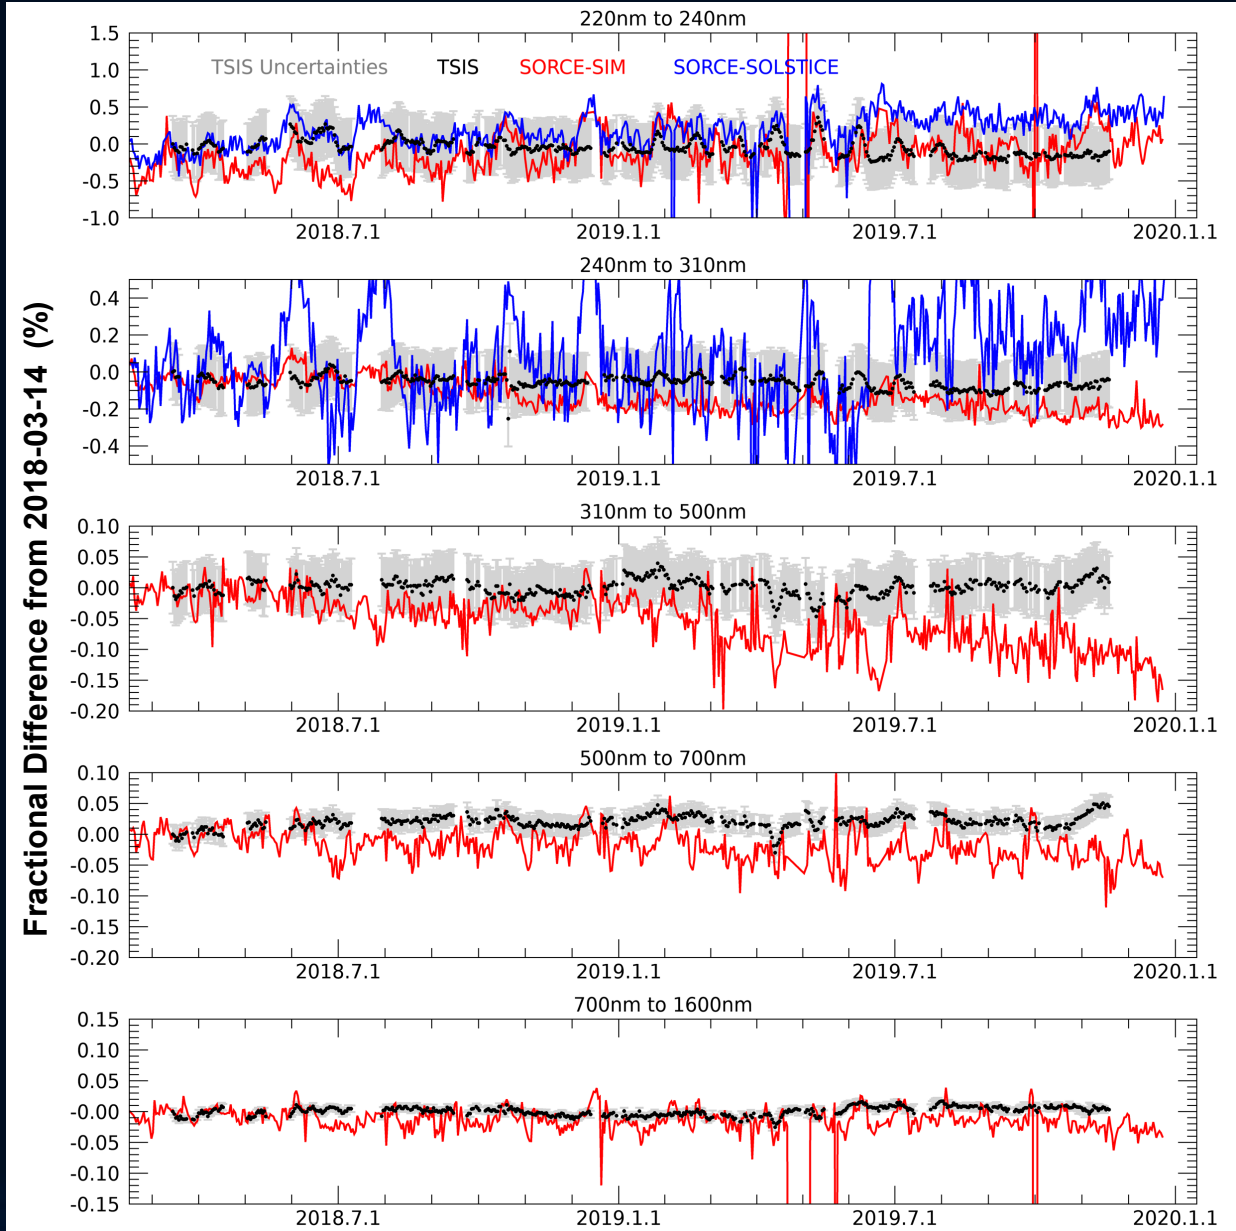 220nm to 240nm
1.5
1.0
0.5
0.0
-0.5
-1.0
TSIS Uncertainties TSIS SORCE-SIM SORCE-SOLSTICE
2018.7.1 2019.1.1 2019.7.1 2020.1.1
240nm to 310nm
0.4
0.2
0.0
-0.2
-0.4
2018.7.1 2019.1.1 2019.7.1 2020.1.1
Fractional Difference from 2018-03-14 (%)
310nm to 500nm
0.10
0.05
0.00
-0.05
-0.10
-0.15
-0.20
2018.7.1 2019.1.1 2019.7.1 2020.1.1
500nm to 700nm
0.10
0.05
0.00
-0.05
-0.10
-0.15
-0.20
2018.7.1 2019.1.1 2019.7.1 2020.1.1
700nm to 1600nm
0.15
0.10
0.05
-0.00
-0.05
-0.10
-0.15
2018.7.1 2019.1.1 2019.7.1 2020.1.1